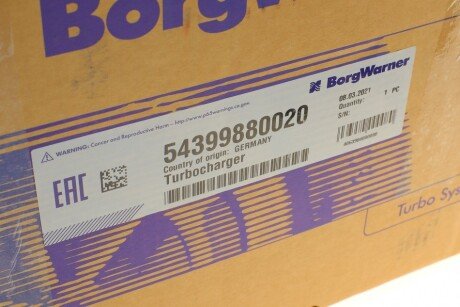 BorgWarner
BorgWarner
08.03.2021
Quantity: 1 PC
S/N:
WARNING: Cancer and Reproductive Harm - http://www.p65warnings.ca.gov
54399880020
Country of origin: GERMANY
Turbocharger
EAC
Turbo Sys